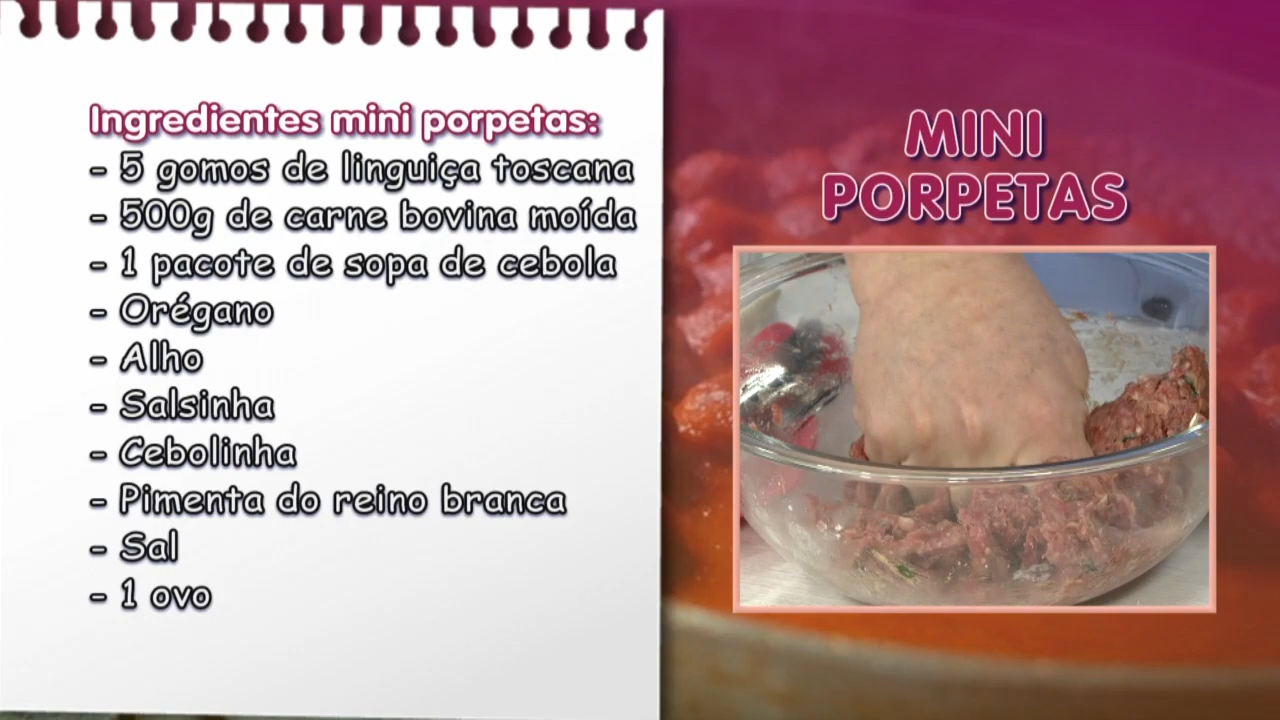 Ingredientes mini porpetas:
- 5 gomos de linguiça toscana
- 500g de carne bovina moída
- 1 pacote de sopa de cebola
- Orégano
- Alho
- Salsinha
- Cebolinha
- Pimenta do reino branca
- Sal
- 1 ovo
MINI
PORPETAS